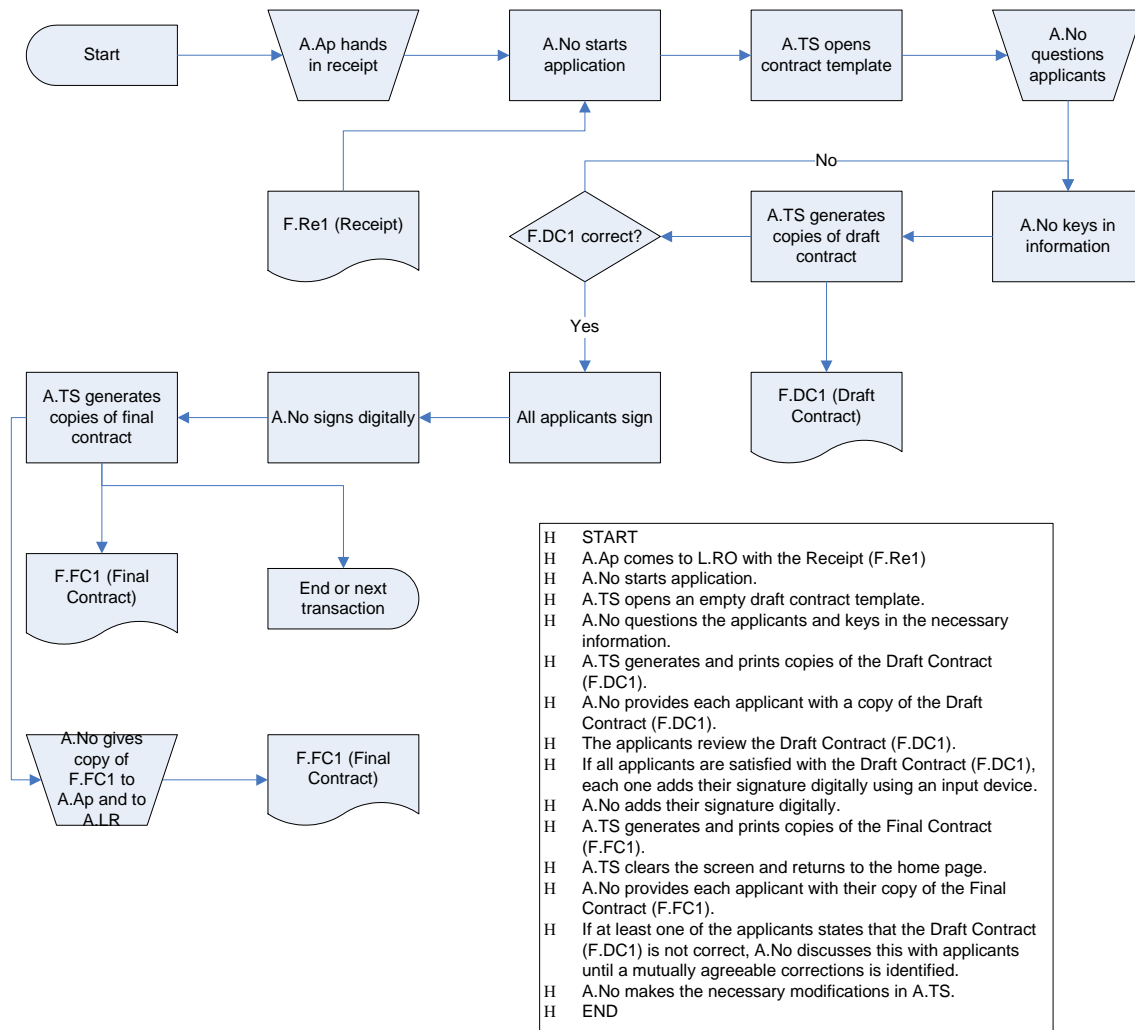 Start
A.Ap hands
in receipt
A.No starts
application
A.TS opens
contract template
A.No
questions
applicants
No
F.Re1 (Receipt)
F.DC1 correct?
A.TS generates
copies of draft
contract
A.No keys in
information
Yes
A.TS generates
copies of final
contract
A.No signs digitally
All applicants sign
F.DC1 (Draft
Contract)
F.FC1 (Final
Contract)
End or next
transaction
A.No gives
copy of
F.FC1 to
A.Ap and to
A.LR
F.FC1 (Final
Contract)
H START
H A.Ap comes to L.RO with the Receipt (F.Re1)
H A.No starts application.
H A.TS opens an empty draft contract template.
H A.No questions the applicants and keys in the necessary
information.
H A.TS generates and prints copies of the Draft Contract
(F.DC1).
H A.No provides each applicant with a copy of the Draft
Contract (F.DC1).
H The applicants review the Draft Contract (F.DC1).
H If all applicants are satisfied with the Draft Contract (F.DC1),
each one adds their signature digitally using an input device.
H A.No adds their signature digitally.
H A.TS generates and prints copies of the Final Contract
(F.FC1).
H A.TS clears the screen and returns to the home page.
H A.No provides each applicant with their copy of the Final
Contract (F.FC1).
H If at least one of the applicants states that the Draft Contract
(F.DC1) is not correct, A.No discusses this with applicants
until a mutually agreeable corrections is identified.
H A.No makes the necessary modifications in A.TS.
H END